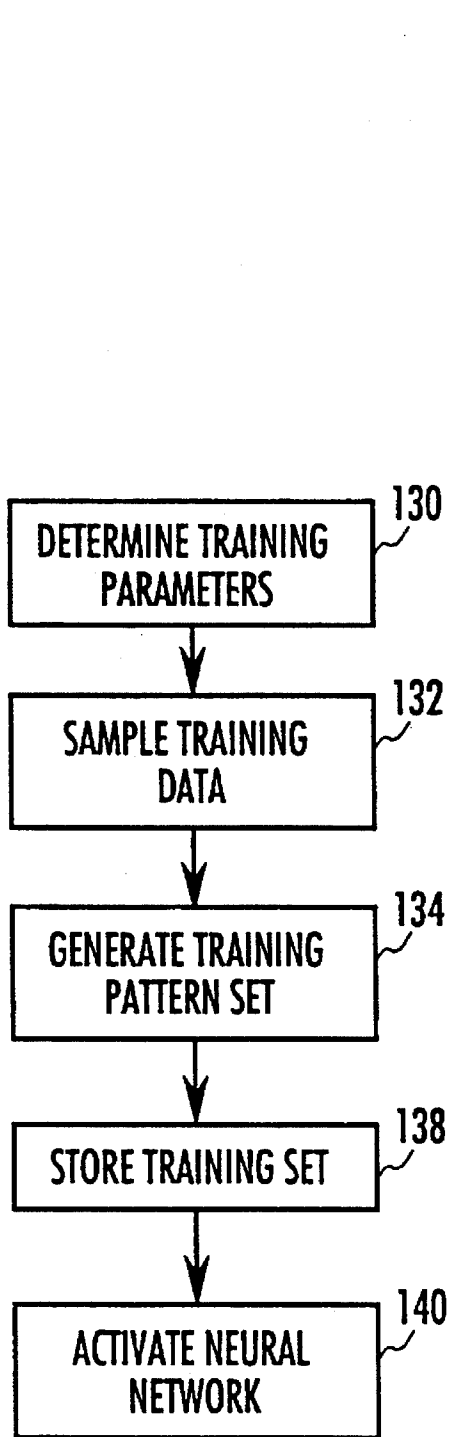 130
DETERMINE TRAINING
PARAMETERS
132
SAMPLE TRAINING
DATA
134
GENERATE TRAINING
PATTERN SET
138
STORE TRAINING SET
140
ACTIVATE NEURAL
NETWORK